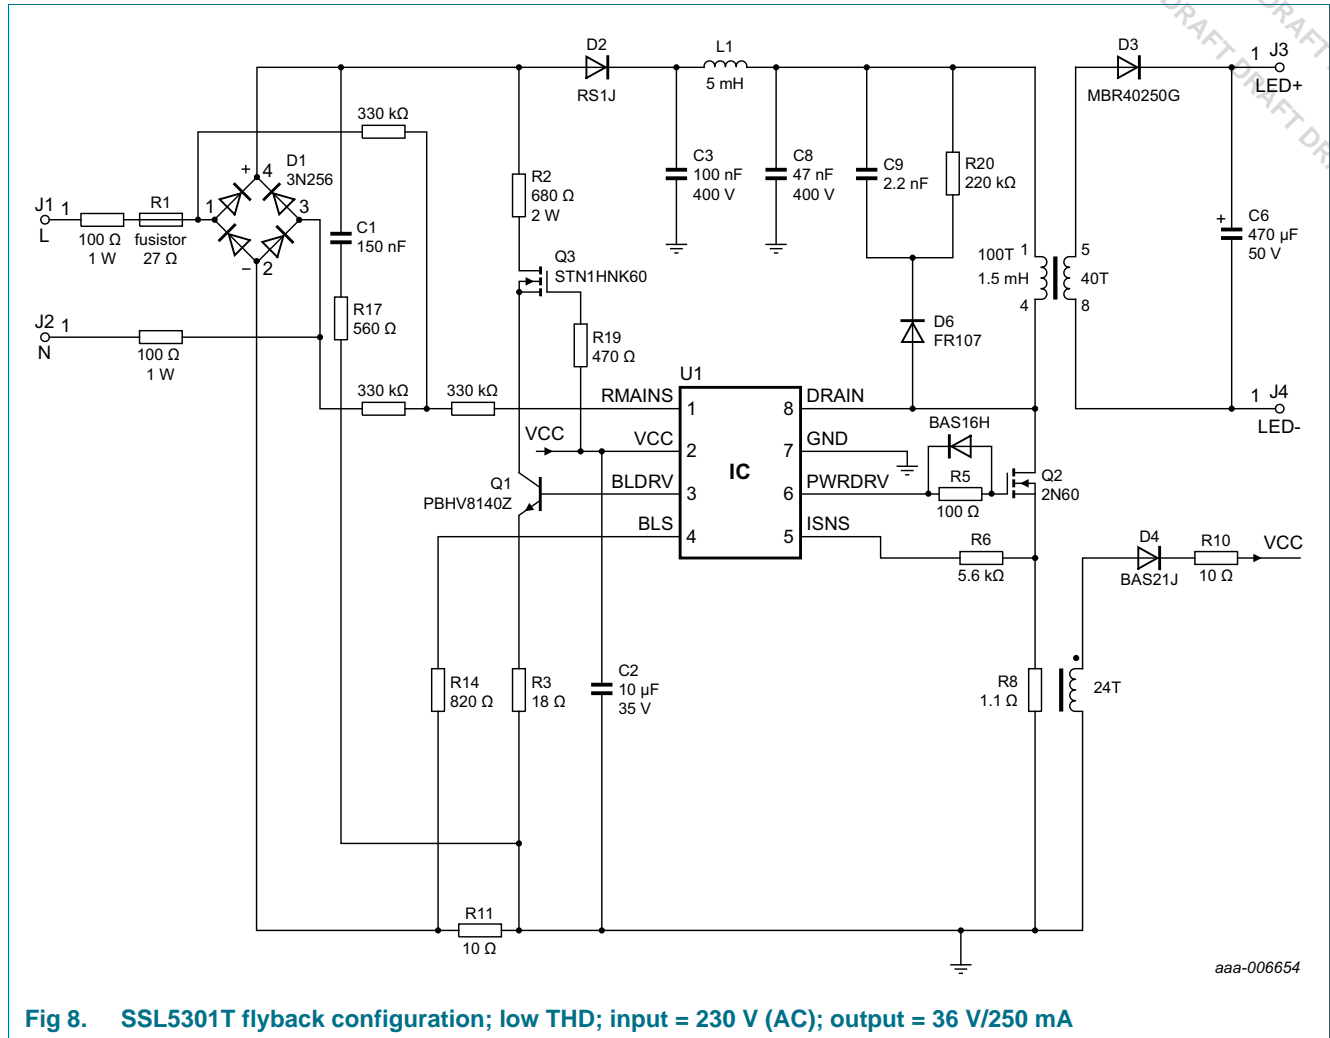 DRAFT DRAFT DRAFT DR
DRAFT
D2
RS1J
L1
5 mH
D3
MBR40250G
1 J3
LED+
330 kΩ
D1
3N256
+ 4
1
3
− 2
J1 1
L
100 Ω
1 W
R1
fusistor
27 Ω
R2
680 Ω
2 W
C3
100 nF
400 V
C8
47 nF
400 V
C9
2.2 nF
R20
220 kΩ
C1
150 nF
Q3
STN1HNK60
100T 1
1.5 mH
4
5
40T
8
+
C6
470 µF
50 V
J2 1
N
100 Ω
1 W
R17
560 Ω
R19
470 Ω
D6
FR107
330 kΩ
330 kΩ
U1
IC
RMAINS 1
VCC
VCC 2
BLDRV 3
BLS 4
8 DRAIN
7 GND
6 PWRDRV
5 ISNS
1 J4
LED-
BAS16H
R5
100 Ω
Q2
2N60
Q1
PBHV8140Z
R6
5.6 kΩ
D4
BAS21J
R10
10 Ω
VCC
R14
820 Ω
R3
18 Ω
C2
10 µF
35 V
R8
1.1 Ω
24T
R11
10 Ω
aaa-006654
Fig 8. SSL5301T flyback configuration; low THD; input = 230 V (AC); output = 36 V/250 mA